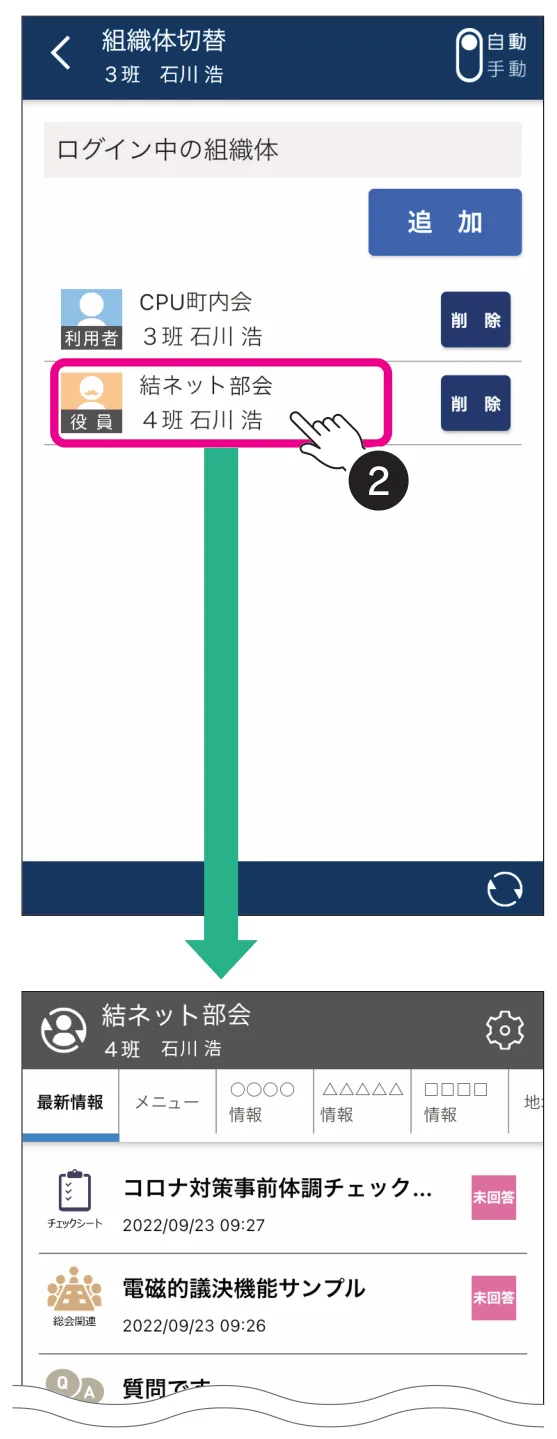 組織体切替
３班　石川 浩
自動
手動
ログイン中の組織体
追 加
CPU町内会
利用者
３班 石川 浩
削 除
結ネット部会
役 員
４班 石川 浩
削 除
2
結ネット部会
４班　石川 浩
最新情報
メニュー
○○○○
情報
△△△△△
情報
□□□□
情報
地
コロナ対策事前体調チェック...
チェックシート
2022/09/23 09:27
未回答
電磁的議決機能サンプル
総会関連
2022/09/23 09:26
未回答
Q A
質問です